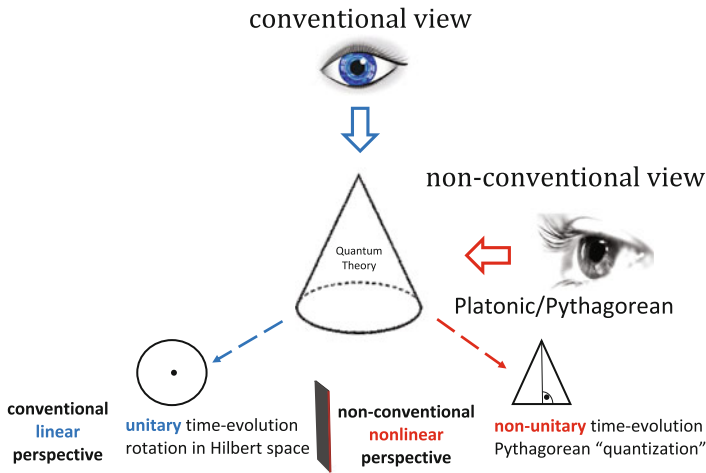 conventional view
non-conventional view
Quantum
Theory
Platonic/Pythagorean
conventional
linear
perspective
unitary time-evolution
rotation in Hilbert space
non-conventional
nonlinear
perspective
non-unitary time-evolution
Pythagorean “quantization”